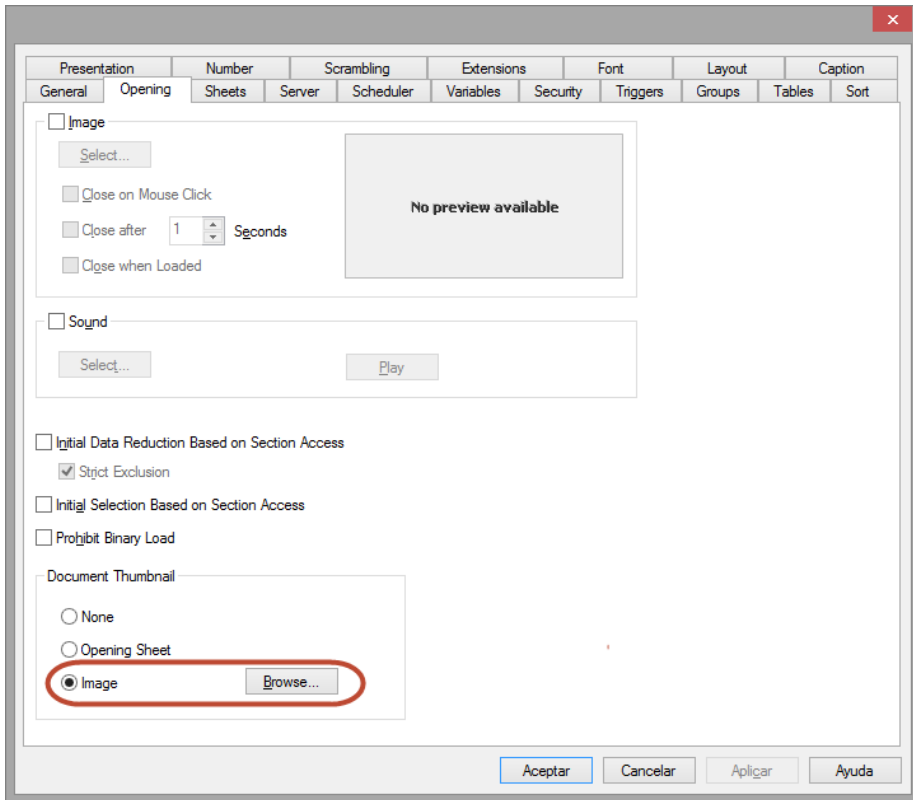 Presentation Number Scrambling Extensions Font Layout Caption
General Opening Sheets Server Scheduler Variables Security Triggers Groups Tables Sort
Image
Select...
Close on Mouse Click
No preview available
Close after 1 Seconds
Close when Loaded
Sound
Select... Play
Initial Data Reduction Based on Section Access
Strict Exclusion
Initial Selection Based on Section Access
Prohibit Binary Load
Document Thumbnail
None
Opening Sheet
Image Browse...
Aceptar Cancelar Aplicar Ayuda